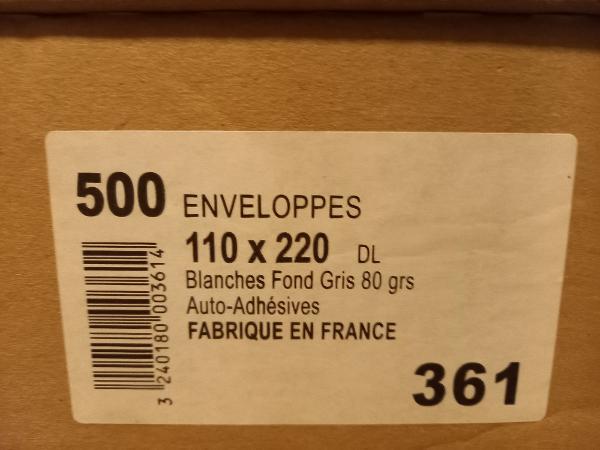 500 ENVELOPPES
110 x 220 DL
Blanches Fond Gris 80 grs
Auto-Adhésives
FABRIQUE EN FRANCE
361
3 240180 003614